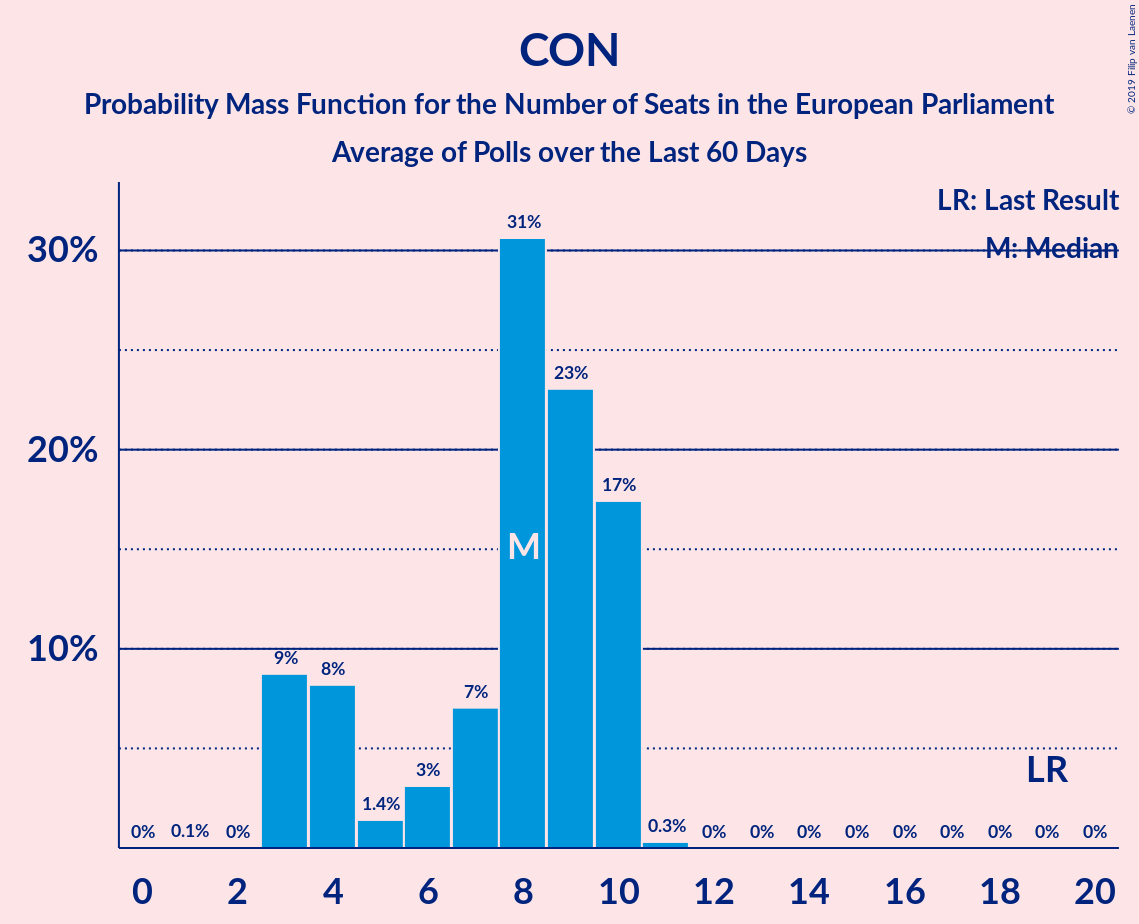 CON
Probability Mass Function for the Number of Seats in the European Parliament
Average of Polls over the Last 60 Days
© 2019 Filip van Laenen
LR: Last Result
M: Median
30%
20%
10%
0% 0.1% 0% 9% 8% 1.4% 3% 7% 31% 23% 17% 0.3% 0% 0% 0% 0% 0% 0% 0% 0% 0%
M
LR
0 2 4 6 8 10 12 14 16 18 20